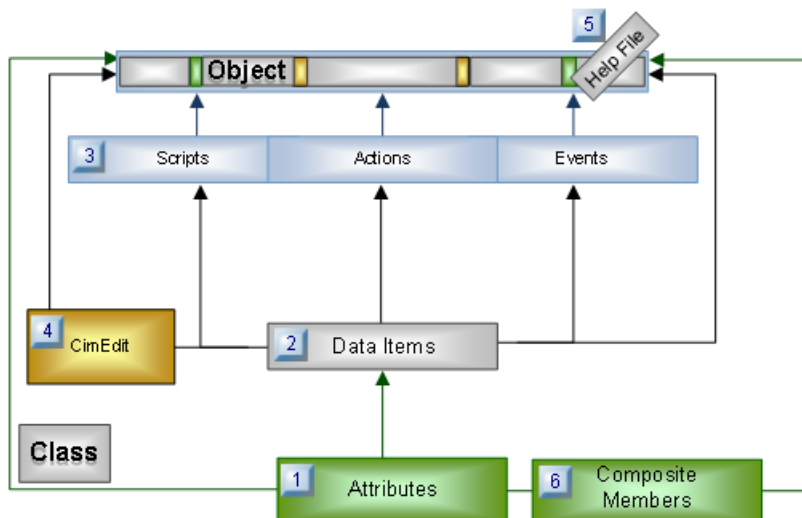 5
Object
Help File
3
Scripts
Actions
Events
4
CimEdit
2
Data Items
Class
1
Attributes
6
Composite
Members